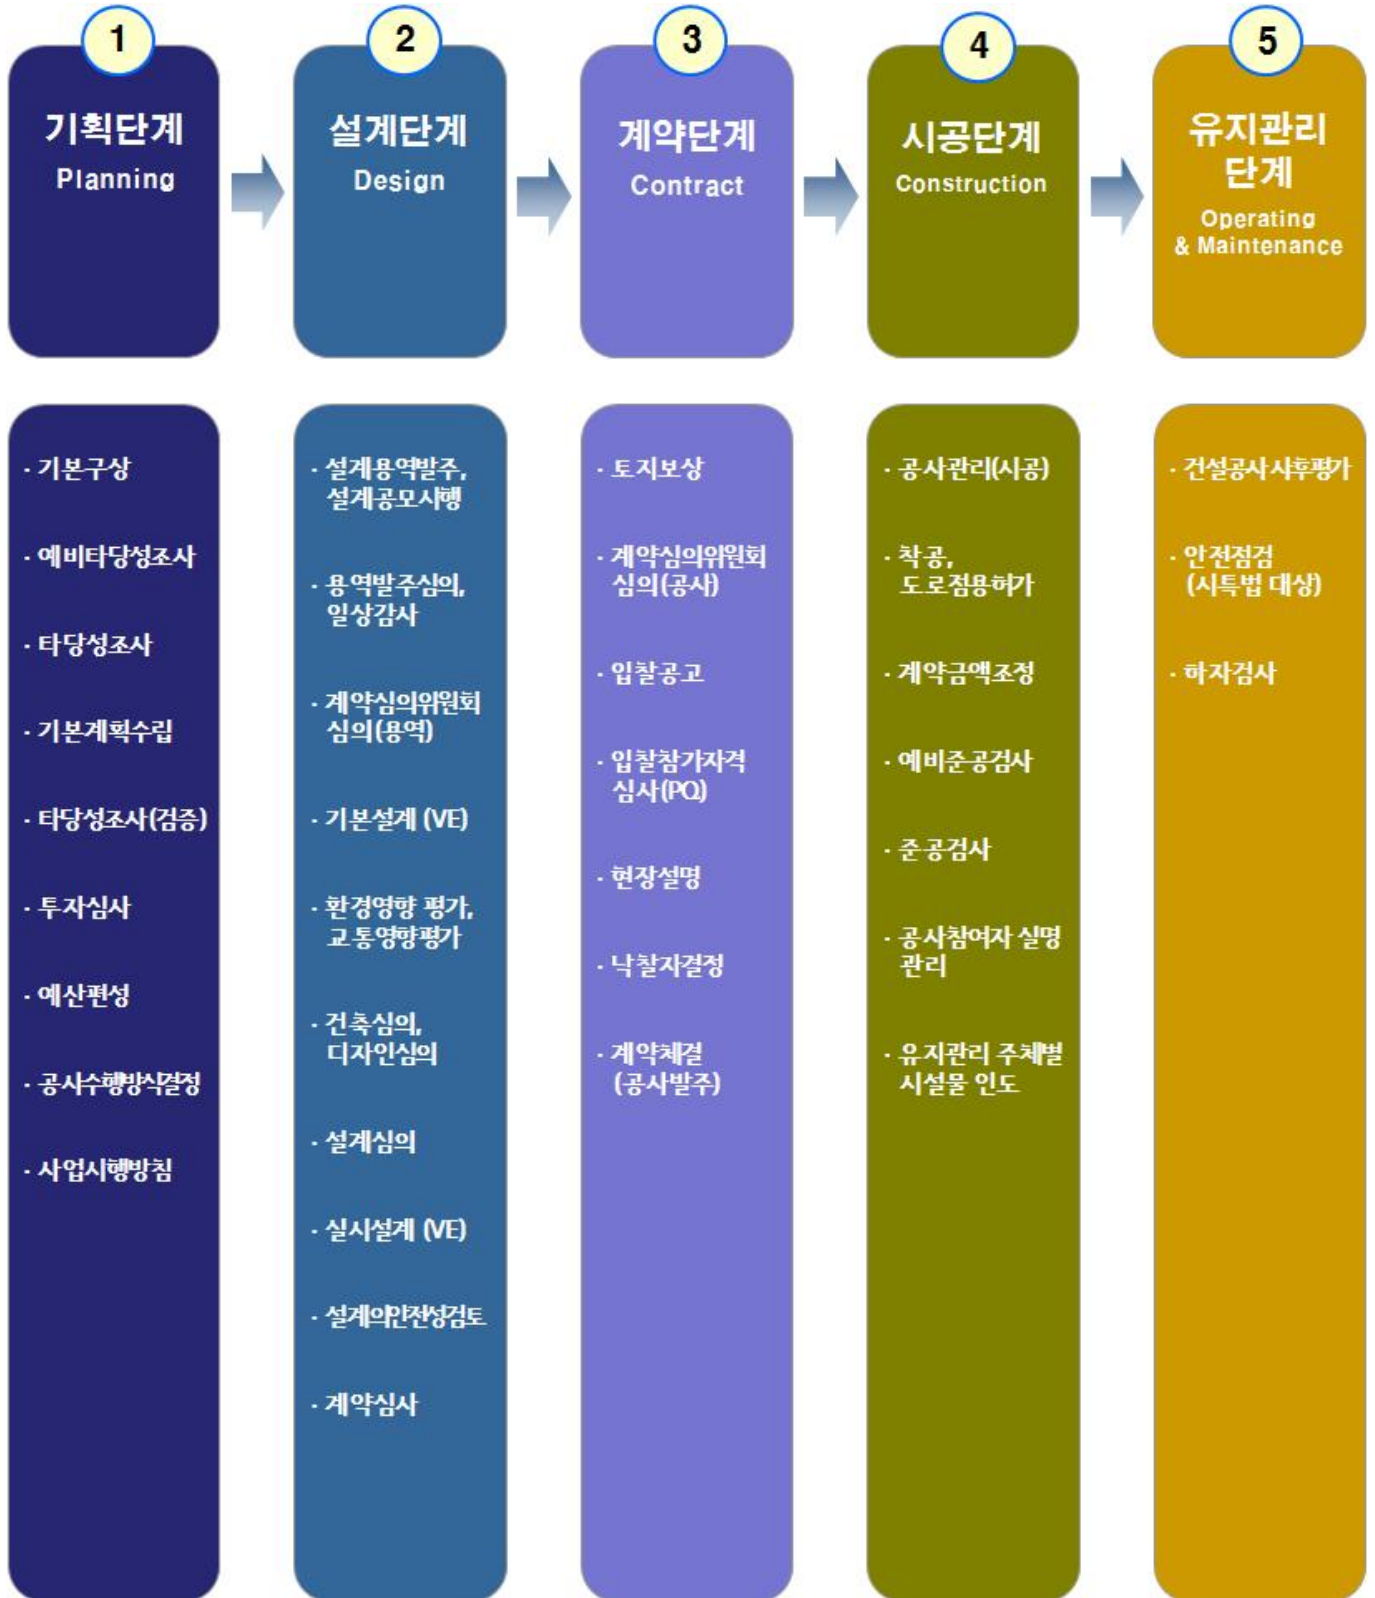 1
기획단계
Planning
2
설계단계
Design
3
계약단계
Contract
4
시공단계
Construction
5
유지관리
단계
Operating
& Maintenance
· 기본구상
· 예비타당성조사
· 타당성조사
· 기본계획수립
· 타당성조사(검증)
· 투자심사
· 예산편성
· 공사수행방식결정
· 사업시행방침
· 설계용역발주,
설계공모시행
· 용역발주심의,
일상감사
· 계약심의위원회
심의(용역)
· 기본설계 (VE)
· 환경영향 평가,
교통영향평가
· 건축심의,
디자인심의
· 설계심의
· 실시설계 (VE)
· 설계의안전성검토
· 계약심사
· 토지보상
· 계약심의위원회
심의(공사)
· 입찰공고
· 입찰참가자격
심사(PQ)
· 현장설명
· 낙찰자결정
· 계약체결
(공사발주)
· 공사관리(시공)
· 착공,
도로점용허가
· 계약금액조정
· 예비준공검사
· 준공검사
· 공사참여자 실명
관리
· 유지관리 주체별
시설물 인도
· 건설공사 사후평가
· 안전점검
(시특법 대상)
· 하자검사